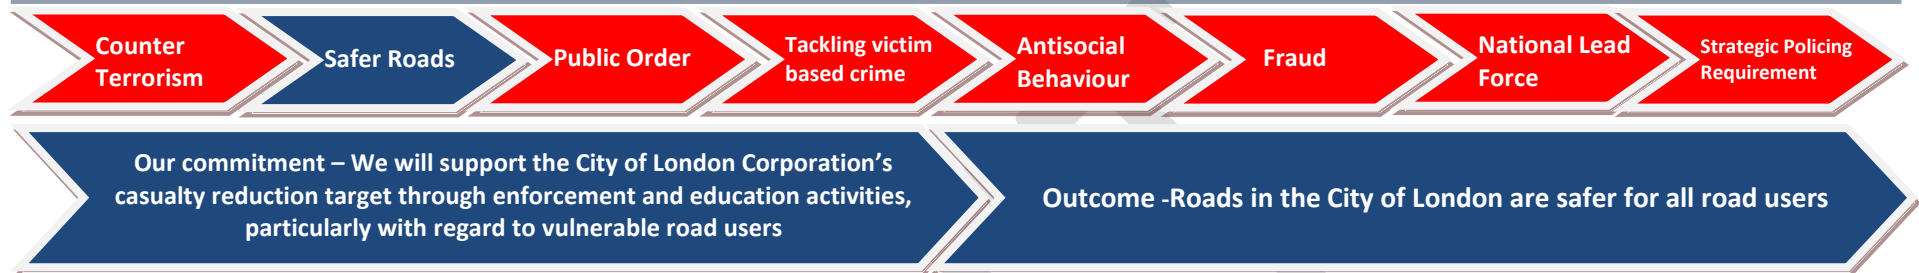 Counter
Terrorism
Safer Roads
Public Order
Tackling victim
based crime
Antisocial
Behaviour
Fraud
National Lead
Force
Strategic Policing
Requirement
Our commitment – We will support the City of London Corporation’s
casualty reduction target through enforcement and education activities,
particularly with regard to vulnerable road users
Outcome -Roads in the City of London are safer for all road users